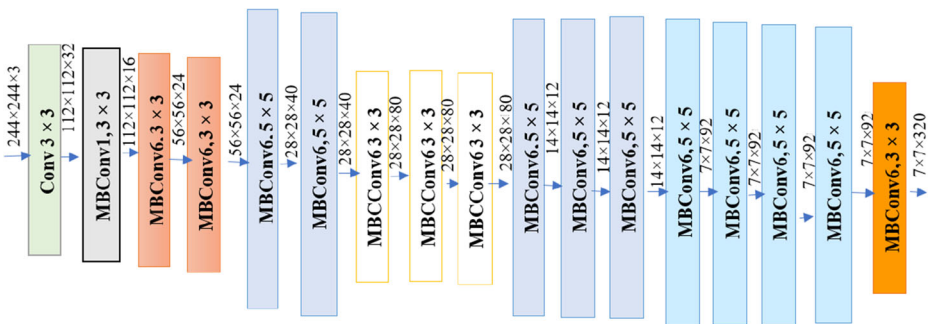 244×244×3
Conv 3 × 3
112×112×32
MBConv1,3 × 3
112×112×16
MBConv6.3 × 3
56×56×24
MBConv6,3 × 3
56×56×24
MBConv6.5 × 5
28×28×40
MBConv6,5 × 5
28×28×40
MBCConv6 3 × 3
28×28×80
MBCConv6 3 × 3
28×28×80
MBCConv6,3 × 3
28×28×80
MBConv6.5 × 5
14×14×12
MBConv6,5 × 5
14×14×12
MBConv6,5 × 5
14×14×12
MBConv6,5 × 5
7×7×92
MBConv6,5 × 5
7×7×92
MBConv6,5 × 5
7×7×92
MBConv6,5 × 5
7×7×92
MBConv6,3 × 3
7×7×320